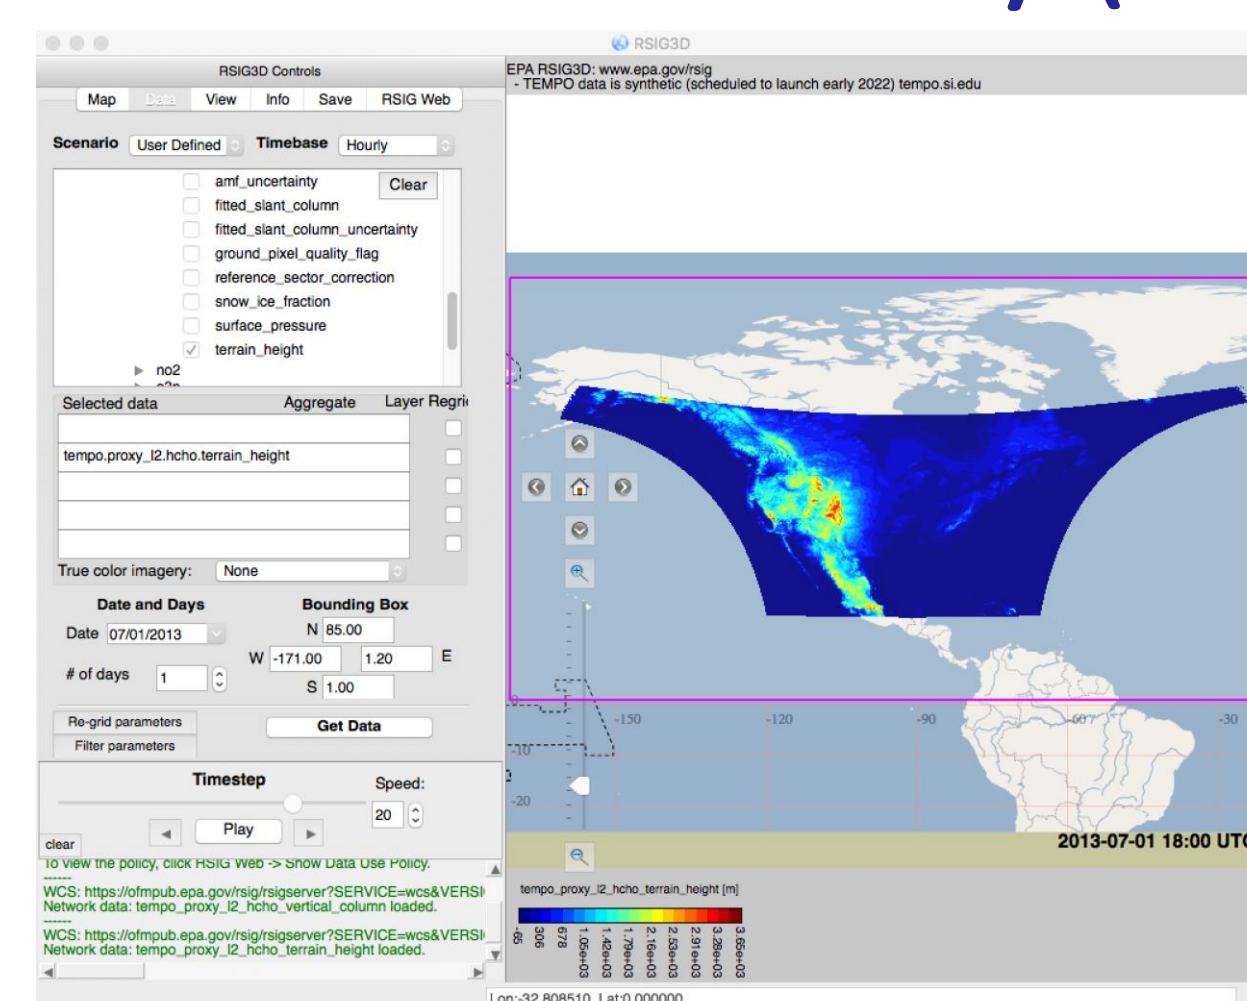 RSIG3D
RSIG3D Controls
Map Data View Info Save RSIG Web
Scenario User Defined Timebase Hourly
amf_uncertainty
Clear
fitted_slant_column
fitted_slant_column_uncertainty
ground_pixel_quality_flag
reference_sector_correction
snow_ice_fraction
surface_pressure
terrain_height
no2
Selected data Aggregate Layer Regri
tempo.proxy_l2.hcho.terrain_height
True color imagery: None
Date and Days Bounding Box
Date 07/01/2013
N 85.00
W -171.00 1.20 E
# of days 1
S 1.00
Re-grid parameters
Filter parameters
Get Data
Timestep Speed:
20
Play
clear
To view the policy, click RSIG Web -> Show Data Use Policy.
------
WCS: https://ofmpub.epa.gov/rsig/rsigserver?SERVICE=wcs&VERSI
Network data: tempo_proxy_l2_hcho_vertical_column loaded.
------
WCS: https://ofmpub.epa.gov/rsig/rsigserver?SERVICE=wcs&VERSI
Network data: tempo_proxy_l2_hcho_terrain_height loaded.
EPA RSIG3D: www.epa.gov/rsig
- TEMPO data is synthetic (scheduled to launch early 2022) tempo.si.edu
0
-150 -120 -90 -60 -30
-10
-20
2013-07-01 18:00 UTC
tempo_proxy_l2_hcho_terrain_height [m]
-65 306 678 1.05e+03 1.42e+03 1.79e+03 2.16e+03 2.53e+03 2.91e+03 3.28e+03 3.65e+03
Lon:-32.808510 Lat:0.000000